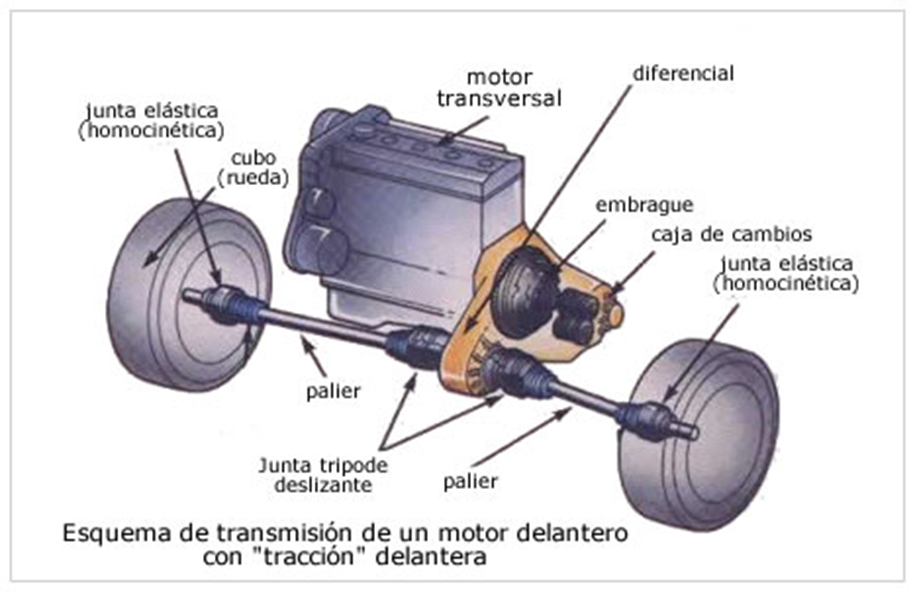 motor
transversal
diferencial
junta elástica
(homocinética)
cubo
(rueda)
embrague
caja de cambios
junta elástica
(homocinética)
palier
Junta tripode
deslizante
palier
Esquema de transmisión de un motor delantero
con "tracción" delantera